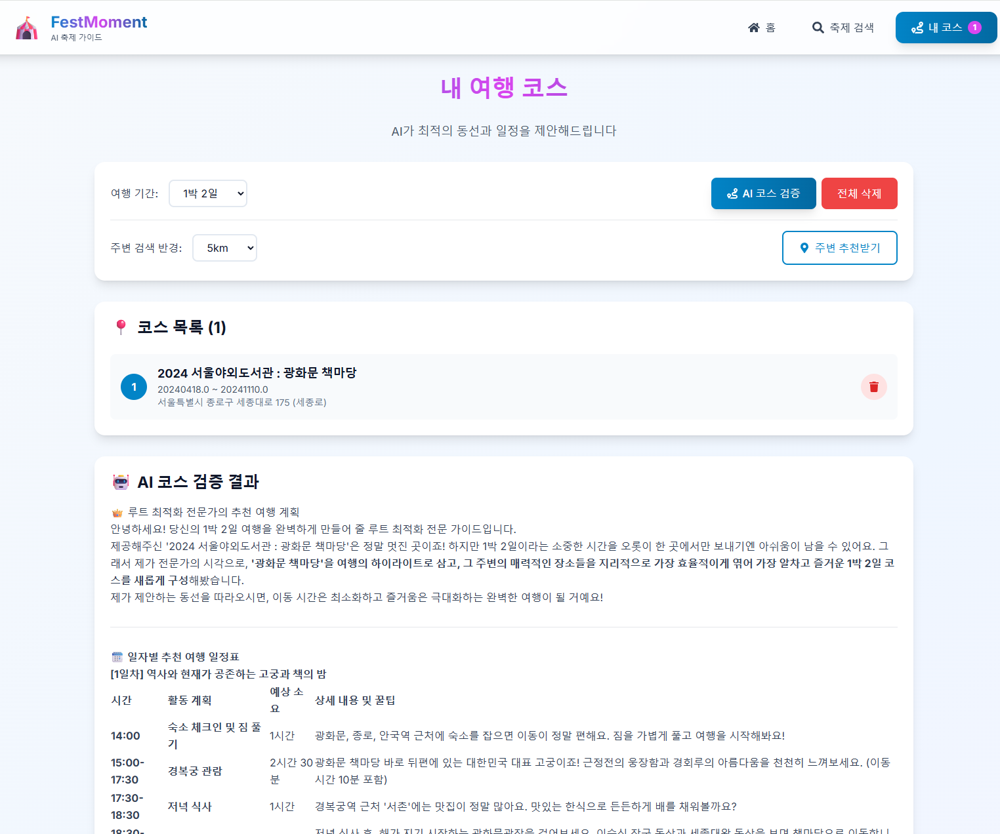 FestMoment
AI 축제 가이드
홈
축제 검색
내 코스 1
내 여행 코스
AI가 최적의 동선과 일정을 제안해드립니다
여행 기간: 1박 2일
AI 코스 검증
전체 삭제
주변 검색 반경: 5km
주변 추천받기
코스 목록 (1)
1
2024 서울야외도서관 : 광화문 책마당
20240418.0 ~ 20241110.0
서울특별시 종로구 세종대로 175 (세종로)
AI 코스 검증 결과
루트 최적화 전문가의 추천 여행 계획
안녕하세요! 당신의 1박 2일 여행을 완벽하게 만들어 줄 루트 최적화 전문 가이드입니다.
제공해주신 '2024 서울야외도서관 : 광화문 책마당'은 정말 멋진 곳이죠! 하지만 1박 2일이라는 소중한 시간을 오롯이 한 곳에서만 보내기엔 아쉬움이 남을 수 있어요. 그
래서 제가 전문가의 시각으로, '광화문 책마당'을 여행의 하이라이트로 삼고, 그 주변의 매력적인 장소들을 지리적으로 가장 효율적이게 엮어 가장 알차고 즐거운 1박 2일 코
스를 새롭게 구성해봤습니다.
제가 제안하는 동선을 따라오시면, 이동 시간은 최소화하고 즐거움은 극대화하는 완벽한 여행이 될 거예요!
일자별 추천 여행 일정표
[1일차] 역사와 현재가 공존하는 고궁과 책의 밤
시간 활동 계획 예상 소
요 상세 내용 및 꿀팁
14:00 숙소 체크인 및 짐 풀
기 1시간 광화문, 종로, 안국역 근처에 숙소를 잡으면 이동이 정말 편해요. 짐을 가볍게 풀고 여행을 시작해봐요!
15:00-
17:30 경복궁 관람 2시간 30
분 광화문 책마당 바로 뒤편에 있는 대한민국 대표 고궁이죠! 근정전의 웅장함과 경회루의 아름다움을 천천히 느껴보세요. (이동
시간 10분 포함)
17:30-
18:30 저녁 식사 1시간 경복궁역 근처 '서촌'에는 맛집이 정말 많아요. 맛있는 한식으로 든든하게 배를 채워볼까요?
18:30- 저녁 식사 후, 해가 지기 시작하는 광화문광장을 걸어보세요. 이순신 장군 동상과 세종대왕 동상을 보며 책마당으로 이동합니